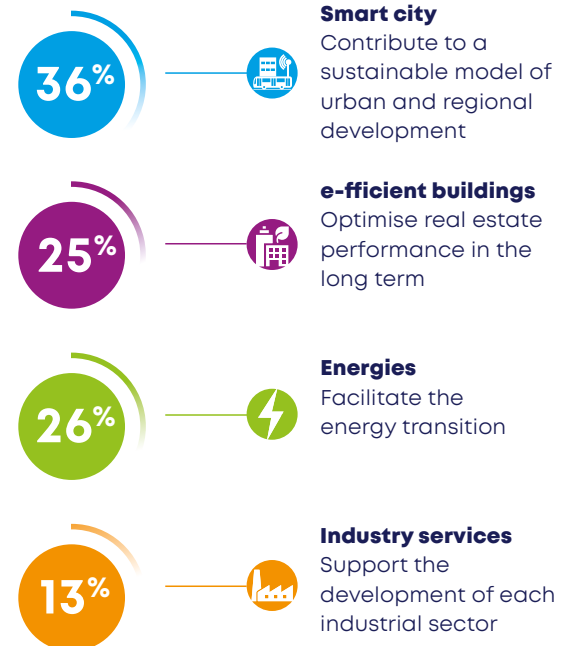 36%
Smart city
Contribute to a
sustainable model of
urban and regional
development
25%
e-fficient buildings
Optimise real estate
performance in the
long term
26%
Energies
Facilitate the
energy transition
13%
Industry services
Support the
development of each
industrial sector